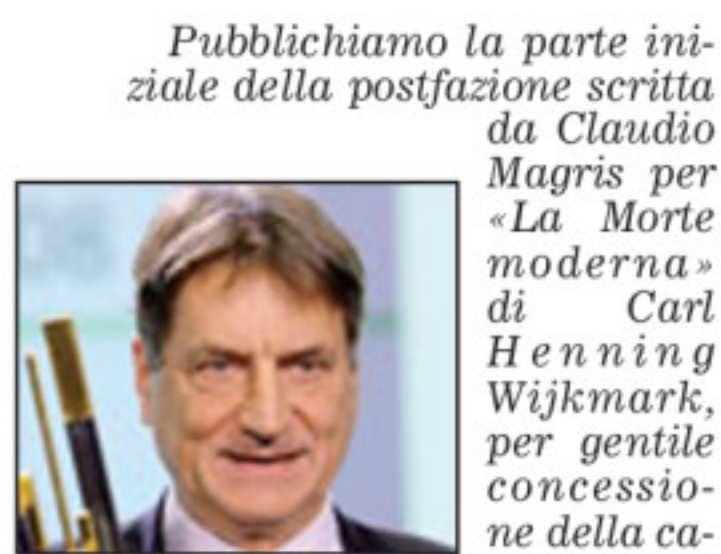 Pubblichiamo la parte ini-
ziale della postfazione scritta
da Claudio
Magris per
«La Morte
moderna»
di Carl
Henning
Wijkmark,
per gentile
concessio-
ne della ca-